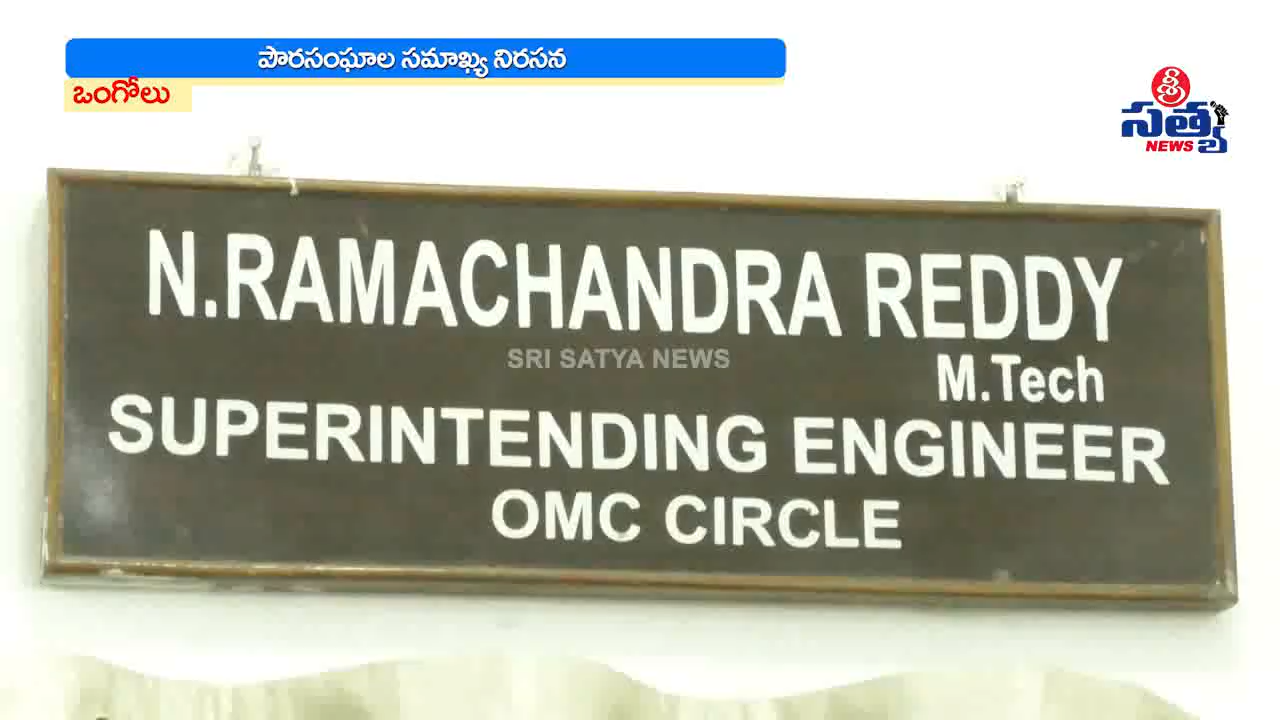 పౌరసంఘాల సమాఖ్య నిరసన
ఒంగోలు
శ్రీ
సత్య
NEWS
N.RAMACHANDRA REDDY
SRI SATYA NEWS
M.Tech
SUPERINTENDING ENGINEER
OMC CIRCLE